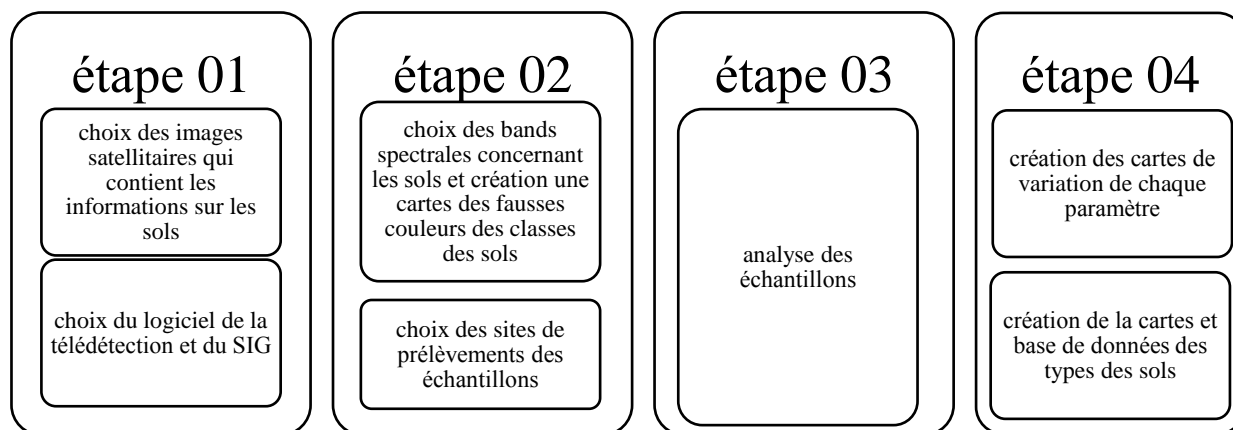 étape 01
choix des images
satellitaires qui
contient les
informations sur les
sols
choix du logiciel de la
télédétection et du SIG
étape 02
choix des bands
spectrales concernant
les sols et création une
cartes des fausses
couleurs des classes
des sols
choix des sites de
prélèvements des
échantillons
étape 03
analyse des
échantillons
étape 04
création des cartes de
variation de chaque
paramètre
création de la cartes et
base de données des
types des sols